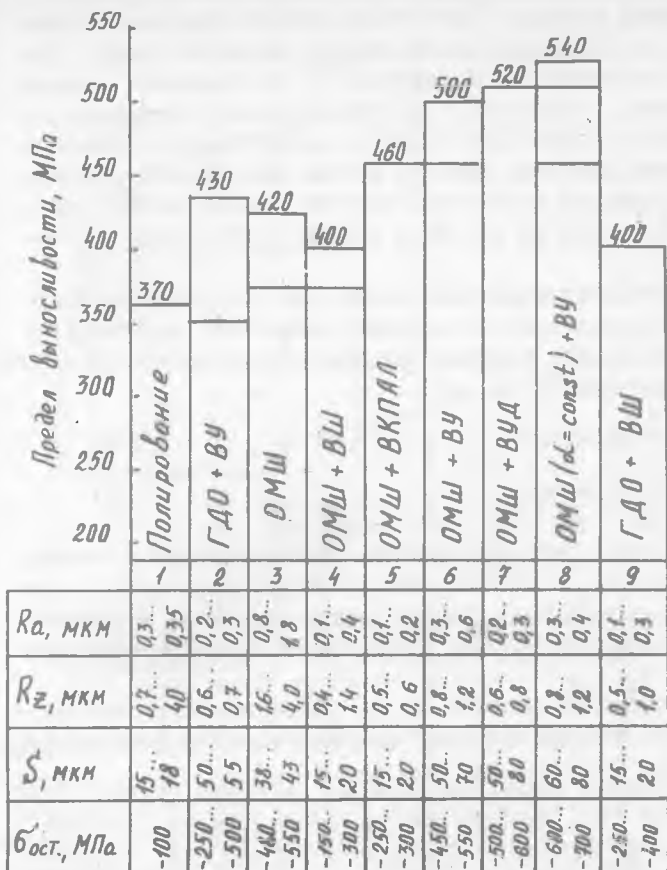 Предел выносливости, МПа
550
500
450
400
350
300
250
200
370
430
420
400
460
500
520
540
400
Полирование
ГДО + ВУ
ОМШ
ОМШ + ВШ
ОМШ + ВКПАЛ
ОМШ + ВУ
ОМШ + ВУД
ОМШ (α=const) + ВУ
ГДО + ВШ
1 2 3 4 5 6 7 8 9
Ra, мкм 0,3... 0,35 0,2... 0,3 0,8... 1,8 0,1... 0,4 0,1... 0,2 0,3... 0,6 0,2... 0,3 0,3... 0,4 0,1... 0,3
Rz, мкм 0,7... 4,0 0,6... 0,7 1,6... 4,0 0,4... 1,4 0,5... 0,6 0,8... 1,2 0,6... 0,8 0,8... 1,2 0,5... 1,0
мкм 15... 18 50... 55 38... 43 15... 20 15... 20 50... 70 50... 80 60... 80 15... 20
σост., МПа -100 -250... -500 -550 -150... -300 -250... -300 -450... -550 -500... -600 -600... -700 -250... -400